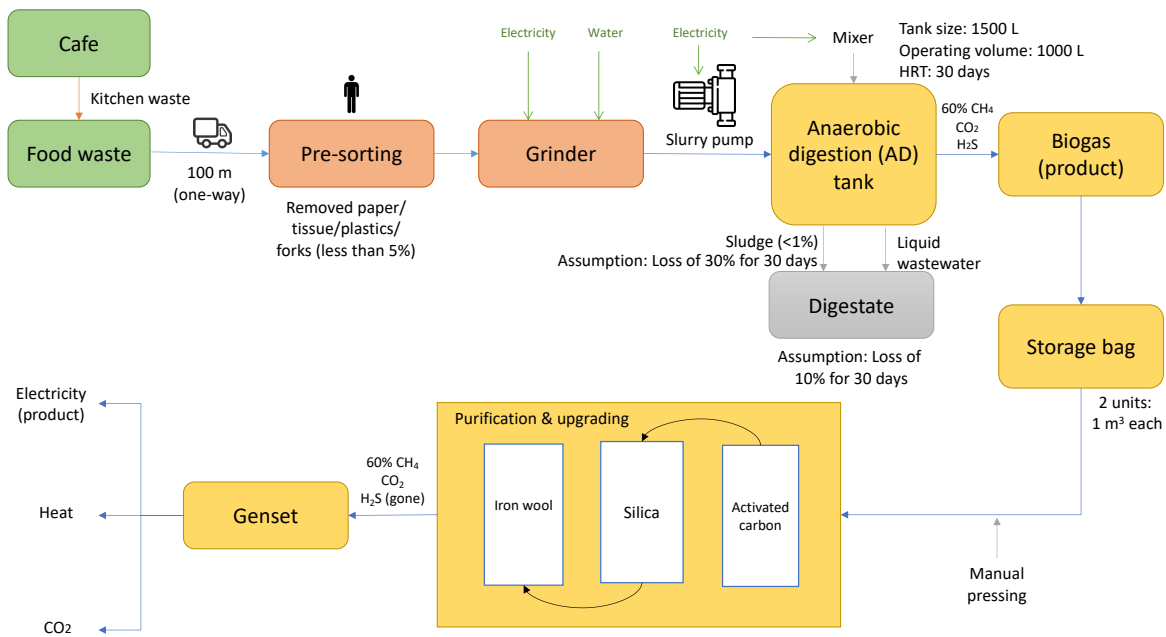 Cafe
Kitchen waste
Food waste
100 m
(one-way)
Pre-sorting
Removed paper/
tissue/plastics/
forks (less than 5%)
Electricity
Water
Grinder
Electricity
Slurry pump
Mixer
Tank size: 1500 L
Operating volume: 1000 L
HRT: 30 days
Anaerobic
digestion (AD)
tank
60% CH₄
CO₂
H₂S
Biogas
(product)
Sludge (<1%)
Assumption: Loss of 30% for 30 days
Liquid
wastewater
Digestate
Assumption: Loss of
10% for 30 days
Storage bag
2 units:
1 m³ each
Manual
pressing
Purification & upgrading
Activated
carbon
Silica
Iron wool
60% CH₄
CO₂
H₂S (gone)
Genset
Electricity
(product)
Heat
CO₂